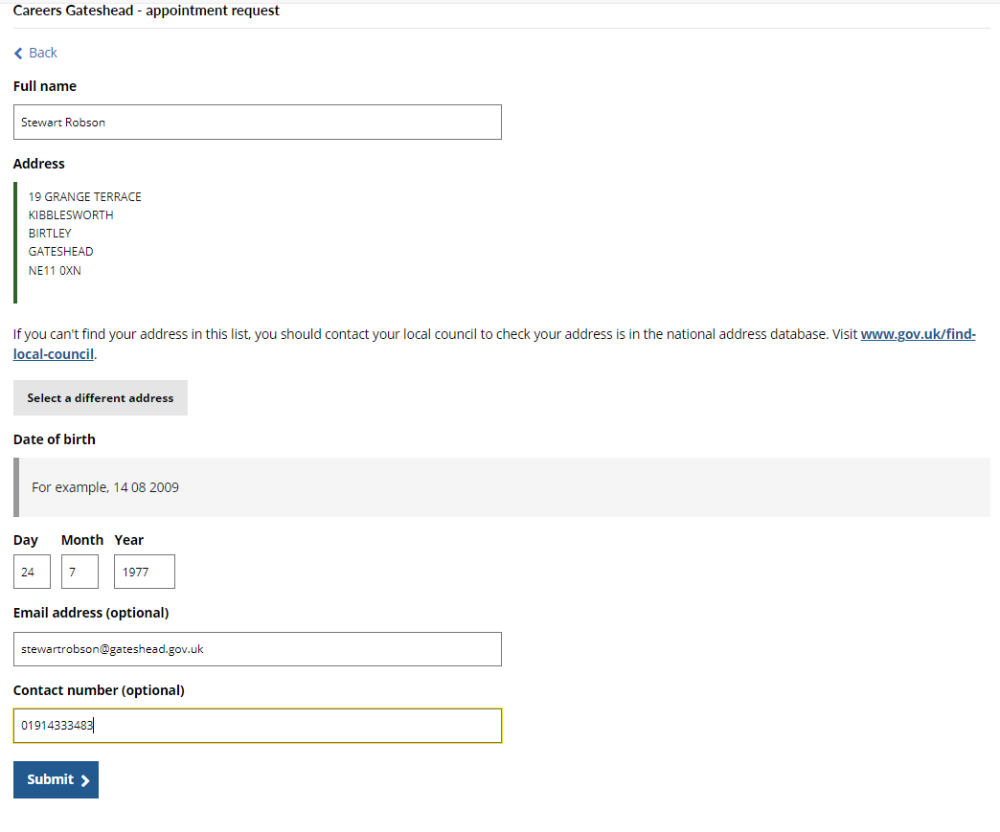 Careers Gateshead - appointment request
Back
Full name
Stewart Robson
Address
19 GRANGE TERRACE
KIBBLESWORTH
BIRTLEY
GATESHEAD
NE11 0XN
If you can't find your address in this list, you should contact your local council to check your address is in the national address database. Visit www.gov.uk/find-
local-council.
Select a different address
Date of birth
For example, 14 08 2009
Day Month Year
24 7 1977
Email address (optional)
stewartrobson@gateshead.gov.uk
Contact number (optional)
01914333483
Submit